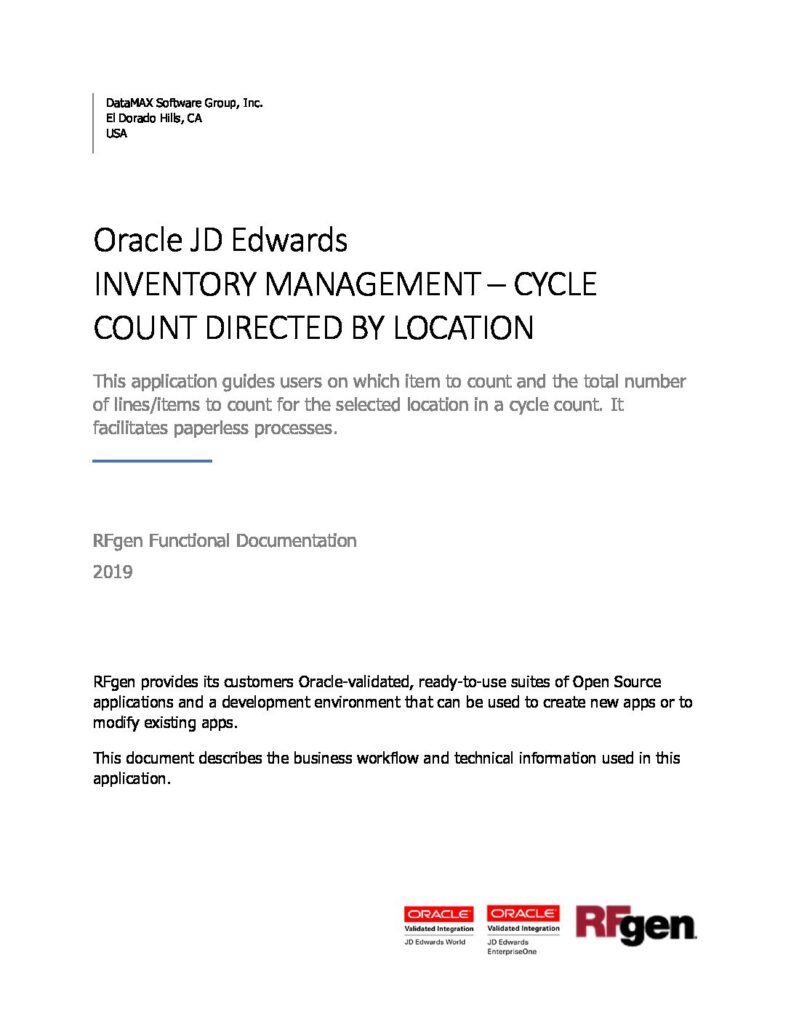 DataMAX Software Group, Inc.
El Dorado Hills, CA
USA
Oracle JD Edwards
INVENTORY MANAGEMENT – CYCLE
COUNT DIRECTED BY LOCATION
This application guides users on which item to count and the total number
of lines/items to count for the selected location in a cycle count. It
facilitates paperless processes.
RFgen Functional Documentation
2019
RFgen provides its customers Oracle-validated, ready-to-use suites of Open Source
applications and a development environment that can be used to create new apps or to
modify existing apps.
This document describes the business workflow and technical information used in this
application.
ORACLE
Validated Integration
JD Edwards World
ORACLE
Validated Integration
JD Edwards
EnterpriseOne
RFgen